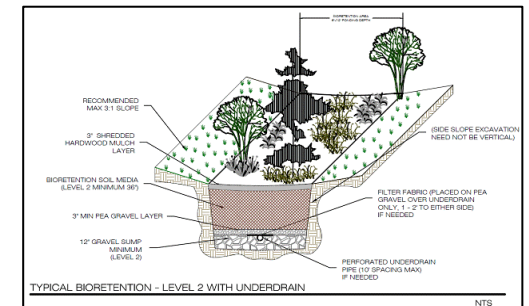 BIORETENTION AREA
RECOMMENDED
MAX 3:1 SLOPE
3" SHREDDED
HARDWOOD MULCH
LAYER
BIORETENTION SOIL MEDIA
(LEVEL 2 MINIMUM 36")
3" MIN PEA GRAVEL LAYER
12" GRAVEL SUMP
MINIMUM
(LEVEL 2)
(SIDE SLOPE EXCAVATION
NEED NOT BE VERTICAL)
FILTER FABRIC (PLACED ON PEA
GRAVEL OVER UNDERDRAIN
ONLY, 1 - 2' TO EITHER SIDE)
IF NEEDED
PERFORATED UNDERDRAIN
PIPE (10' SPACING MAX)
IF NEEDED
TYPICAL BIORETENTION - LEVEL 2 WITH UNDERDRAIN
NTS